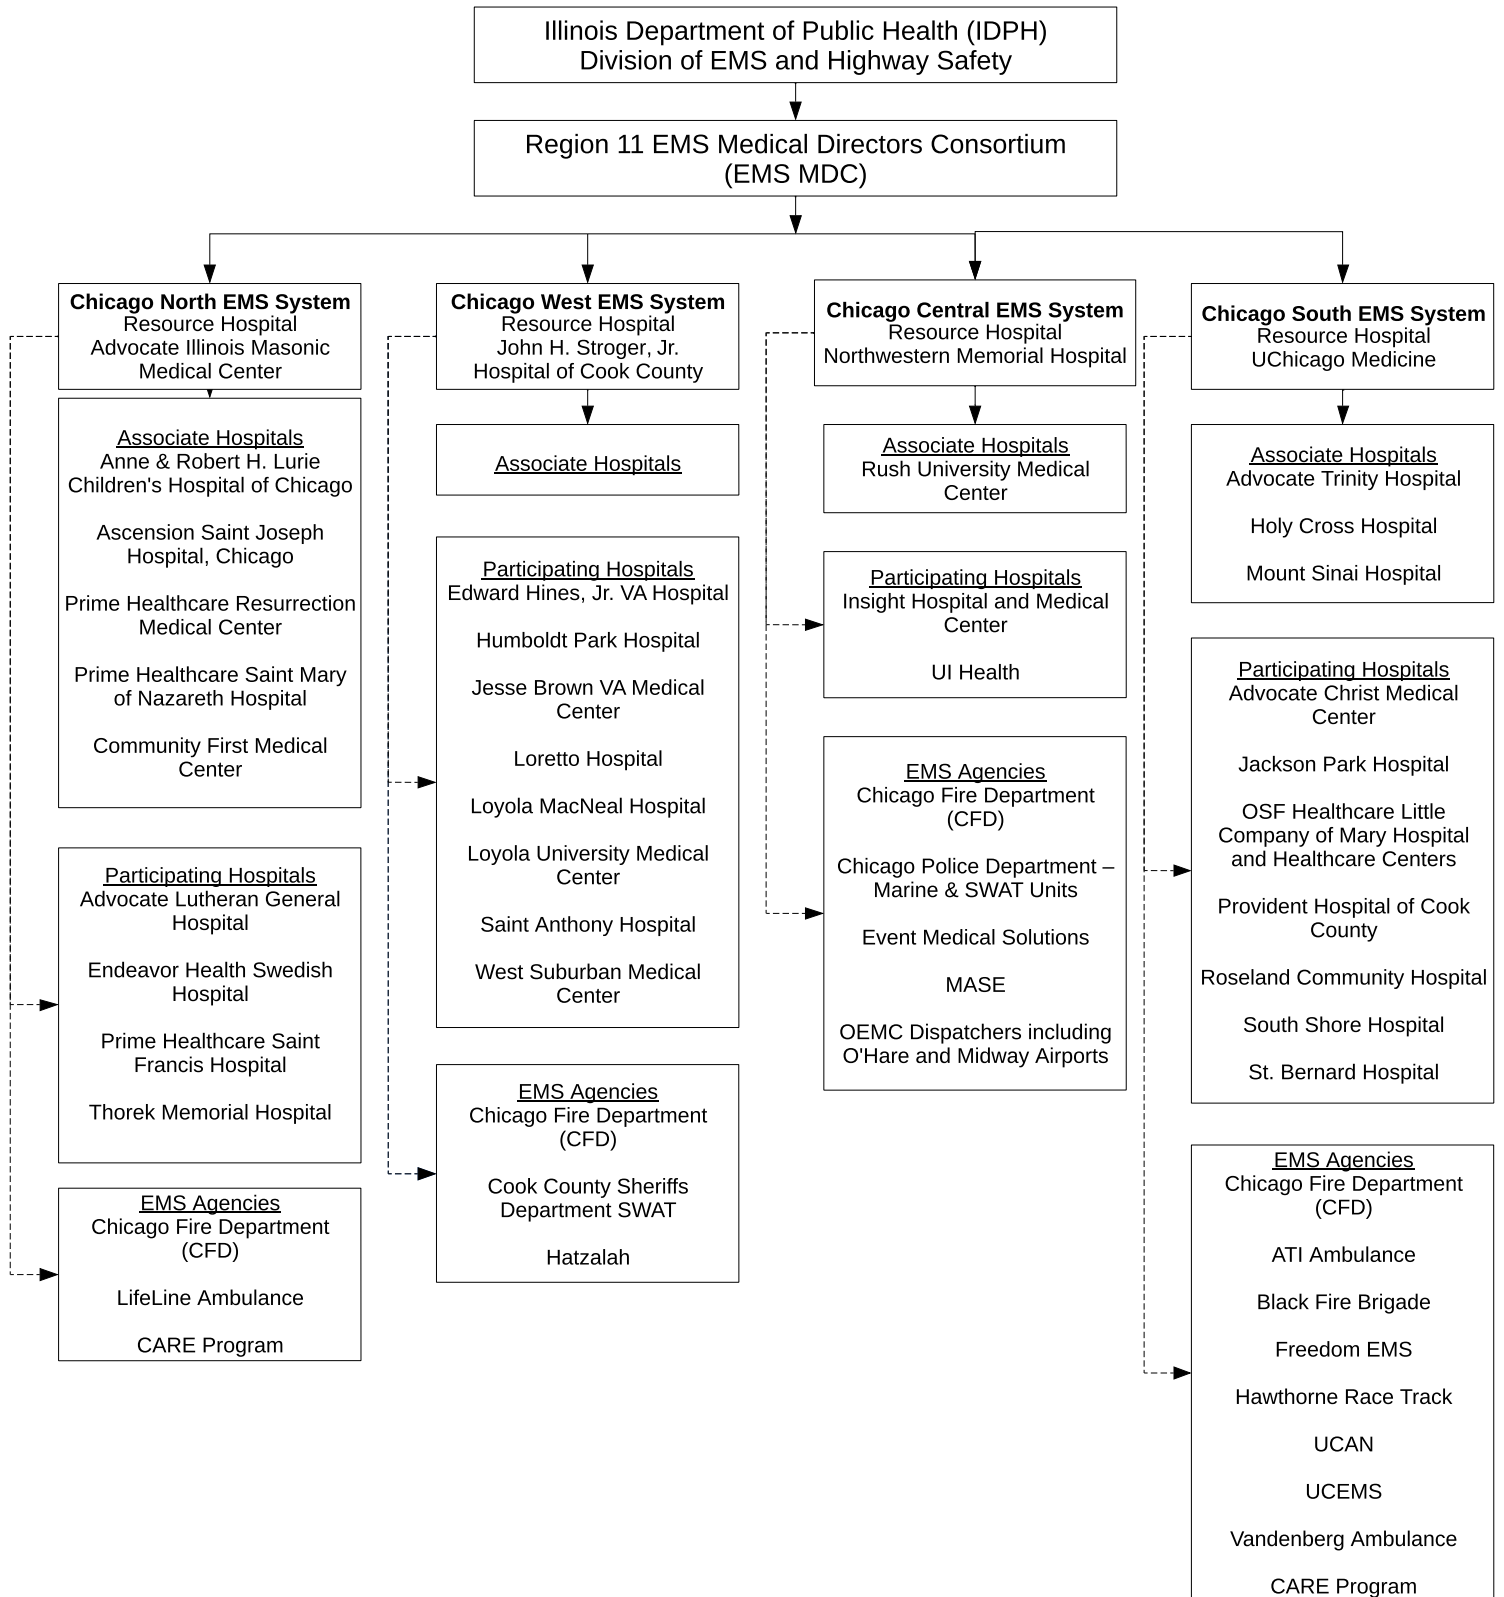 Illinois Department of Public Health (IDPH)
Division of EMS and Highway Safety
Region 11 EMS Medical Directors Consortium
(EMS MDC)
Chicago North EMS System
Resource Hospital
Advocate Illinois Masonic
Medical Center
Associate Hospitals
Anne & Robert H. Lurie
Children's Hospital of Chicago
Ascension Saint Joseph
Hospital, Chicago
Prime Healthcare Resurrection
Medical Center
Prime Healthcare Saint Mary
of Nazareth Hospital
Community First Medical
Center
Participating Hospitals
Advocate Lutheran General
Hospital
Endeavor Health Swedish
Hospital
Prime Healthcare Saint
Francis Hospital
Thorek Memorial Hospital
EMS Agencies
Chicago Fire Department
(CFD)
LifeLine Ambulance
CARE Program
Chicago West EMS System
Resource Hospital
John H. Stroger, Jr.
Hospital of Cook County
Associate Hospitals
Participating Hospitals
Edward Hines, Jr. VA Hospital
Humboldt Park Hospital
Jesse Brown VA Medical
Center
Loretto Hospital
Loyola MacNeal Hospital
Loyola University Medical
Center
Saint Anthony Hospital
West Suburban Medical
Center
EMS Agencies
Chicago Fire Department
(CFD)
Cook County Sheriffs
Department SWAT
Hatzalah
Chicago Central EMS System
Resource Hospital
Northwestern Memorial Hospital
Associate Hospitals
Rush University Medical
Center
Participating Hospitals
Insight Hospital and Medical
Center
UI Health
EMS Agencies
Chicago Fire Department
(CFD)
Chicago Police Department –
Marine & SWAT Units
Event Medical Solutions
MASE
OEMC Dispatchers including
O'Hare and Midway Airports
Chicago South EMS System
Resource Hospital
UChicago Medicine
Associate Hospitals
Advocate Trinity Hospital
Holy Cross Hospital
Mount Sinai Hospital
Participating Hospitals
Advocate Christ Medical
Center
Jackson Park Hospital
OSF Healthcare Little
Company of Mary Hospital
and Healthcare Centers
Provident Hospital of Cook
County
Roseland Community Hospital
South Shore Hospital
St. Bernard Hospital
EMS Agencies
Chicago Fire Department
(CFD)
ATI Ambulance
Black Fire Brigade
Freedom EMS
Hawthorne Race Track
UCAN
UCEMS
Vandenberg Ambulance
CARE Program